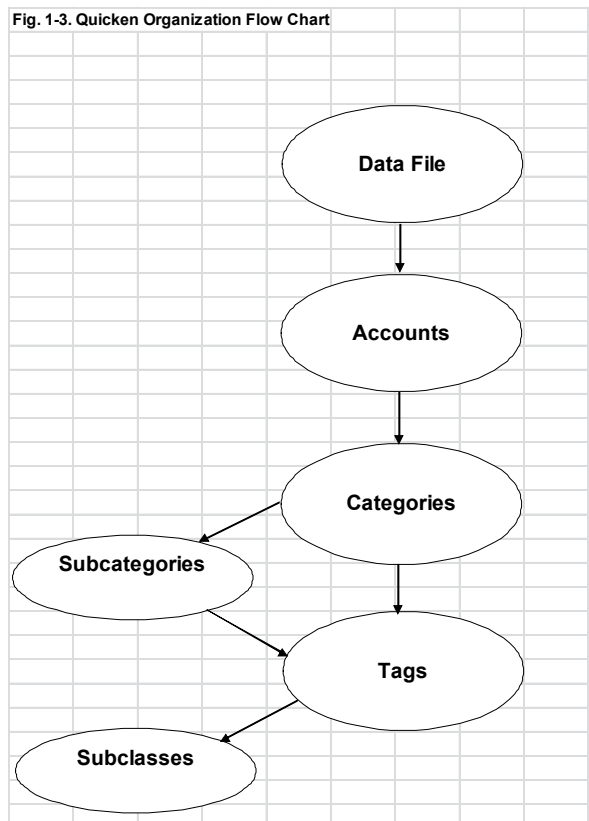 Fig. 1-3. Quicken Organization Flow Chart
Data File
Accounts
Categories
Subcategories
Tags
Subclasses